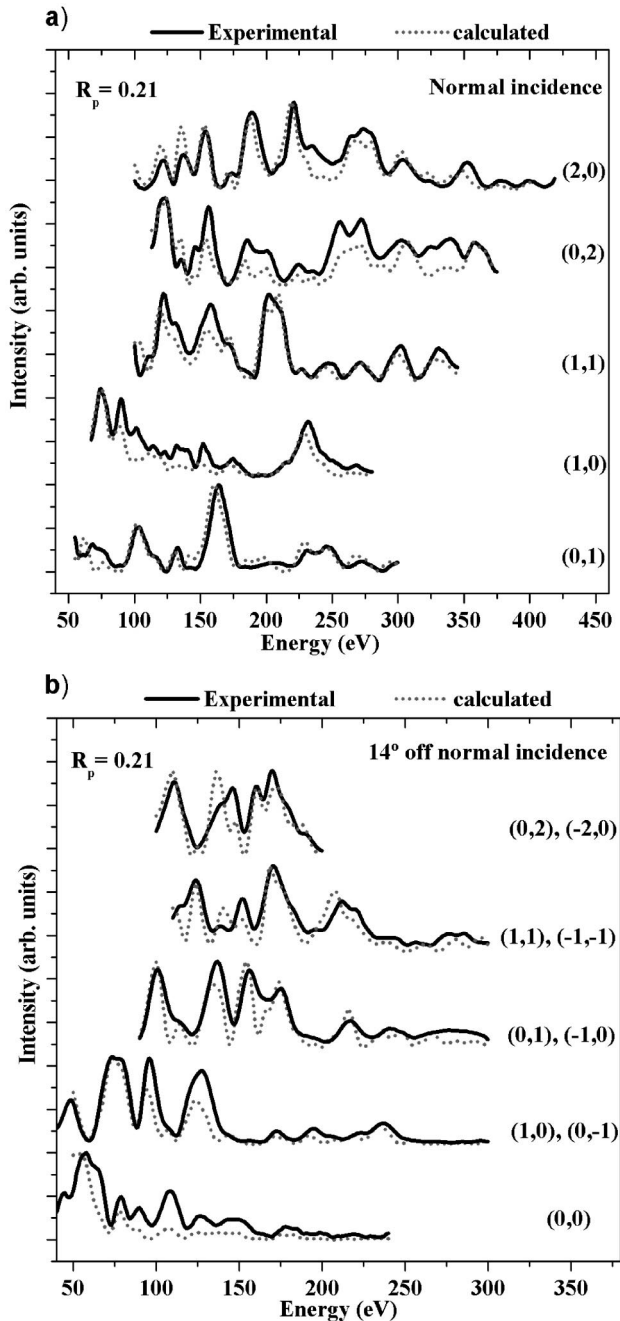 a)
Experimental calculated
R_p = 0.21 Normal incidence
(2,0)
(0,2)
(1,1)
(1,0)
(0,1)
Intensity (arb. units)
50 100 150 200 250 300 350 400 450
Energy (eV)
b)
Experimental calculated
R_p = 0.21 14º off normal incidence
(0,2), (-2,0)
(1,1), (-1,-1)
(0,1), (-1,0)
(1,0), (0,-1)
(0,0)
Intensity (arb. units)
50 100 150 200 250 300 350
Energy (eV)